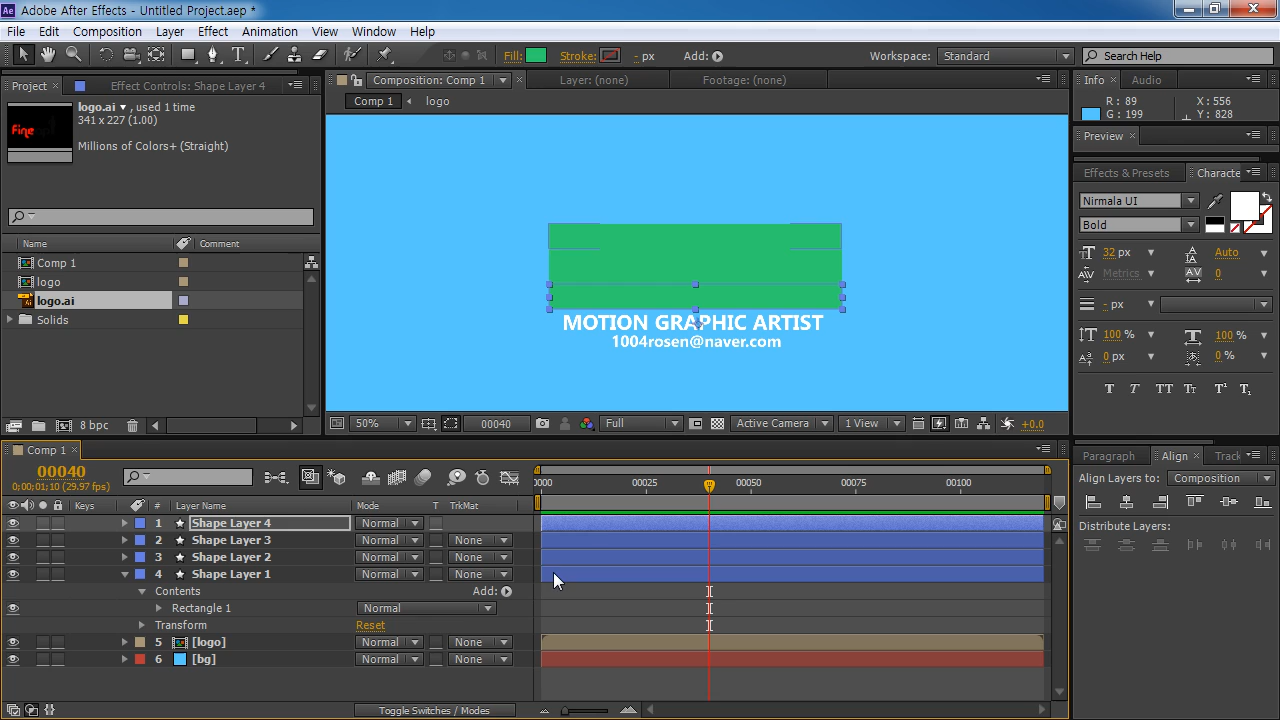 Adobe After Effects - Untitled Project.aep *
File Edit Composition Layer Effect Animation View Window Help
Fill: Stroke: - px Add: Workspace: Standard Search Help
Project Effect Controls: Shape Layer 4
logo.ai , used 1 time
341 x 227 (1.00)
Millions of Colors+ (Straight)
Fine
Name Comment
Comp 1
logo
logo.ai
Solids
8 bpc
Composition: Comp 1 Layer: (none) Footage: (none)
Comp 1 logo
MOTION GRAPHIC ARTIST
1004rosen@naver.com
50% 00040 Full Active Camera 1 View +0.0
Info Audio
R : 89 X : 556
G : 199 Y : 828
Preview
Effects & Presets Characte
Nirmala UI
Bold
32 px Auto
Metrics 0
- px
100 % 100 %
0 px 0 %
T T TT Tr T¹ T₁
Paragraph Align Track
Align Layers to: Composition
Distribute Layers:
Comp 1
00040
0;00;01;10 (29.97 fps)
0000 00025 00050 00075 00100
Keys # Layer Name Mode T TrkMat
1 Shape Layer 4 Normal
2 Shape Layer 3 Normal None
3 Shape Layer 2 Normal None
4 Shape Layer 1 Normal None
Contents Add:
Rectangle 1 Normal
Transform Reset
5 [logo] Normal None
6 [bg] Normal None
Toggle Switches / Modes